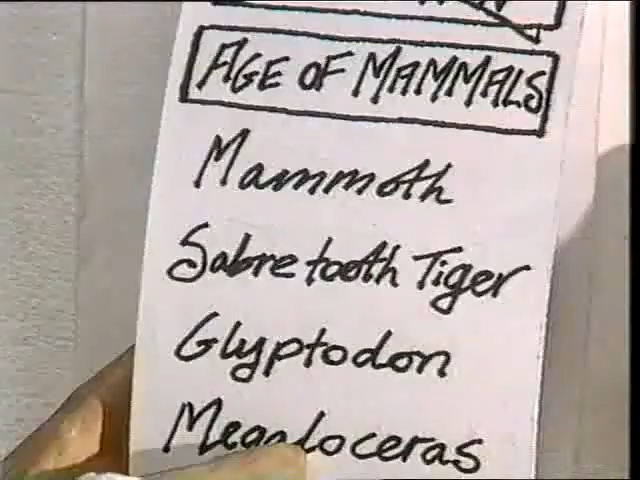 AGE OF MAMMALS
Mammoth
Sabretooth Tiger
Glyptodon
Megaloceras